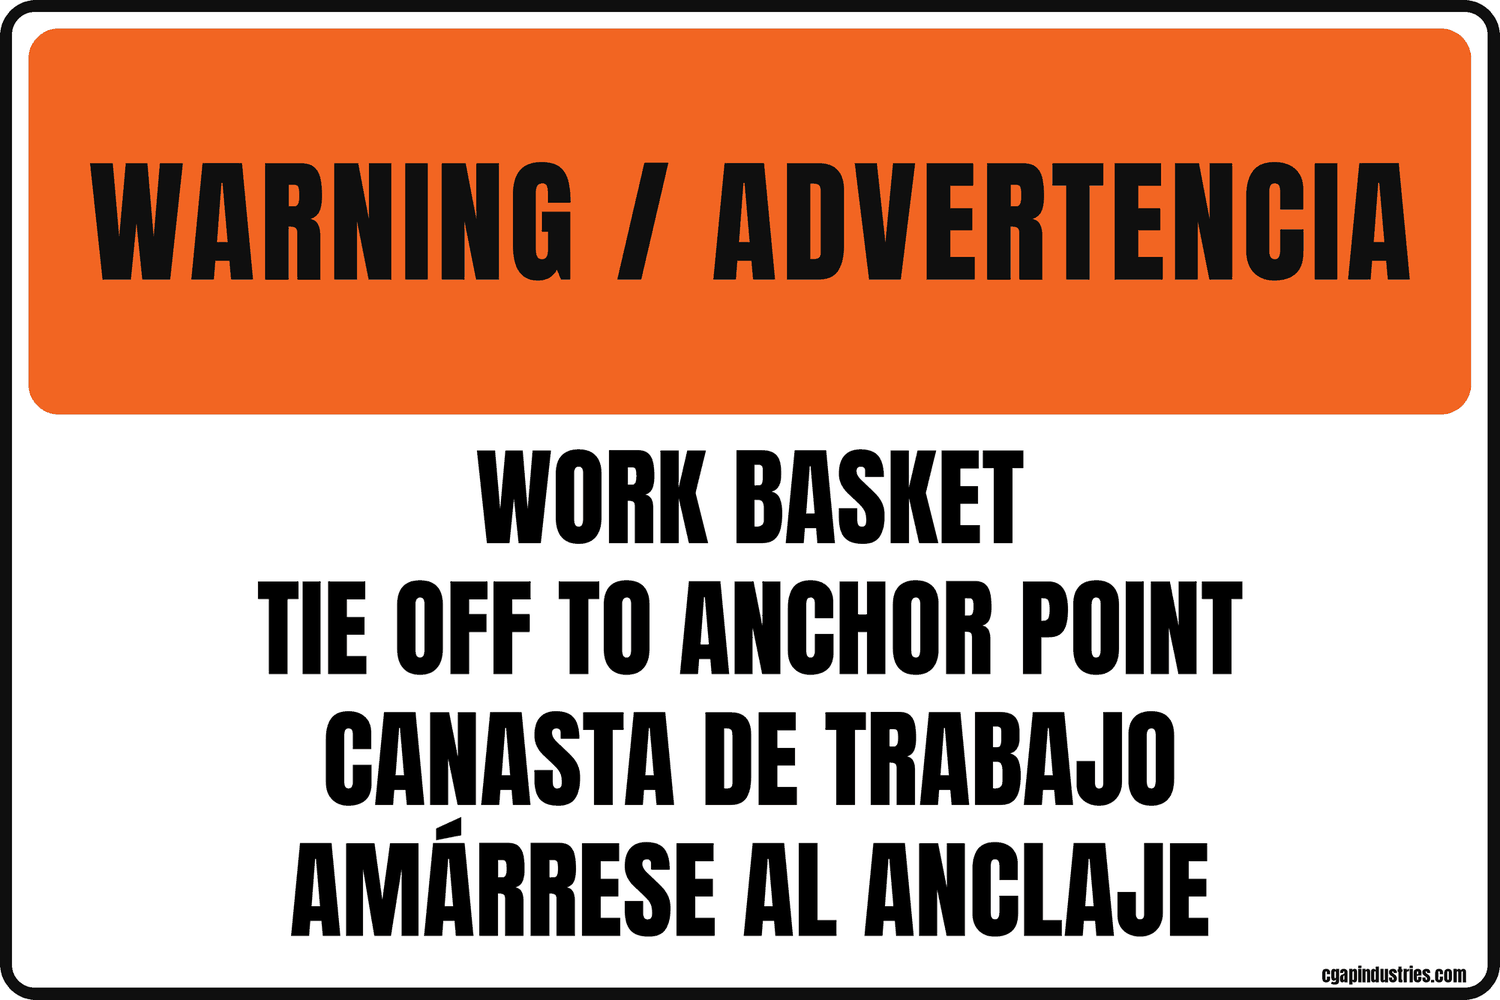 WARNING / ADVERTENCIA
WORK BASKET
TIE OFF TO ANCHOR POINT
CANASTA DE TRABAJO
AMÁRRESE AL ANCLAJE
cgapindustries.com